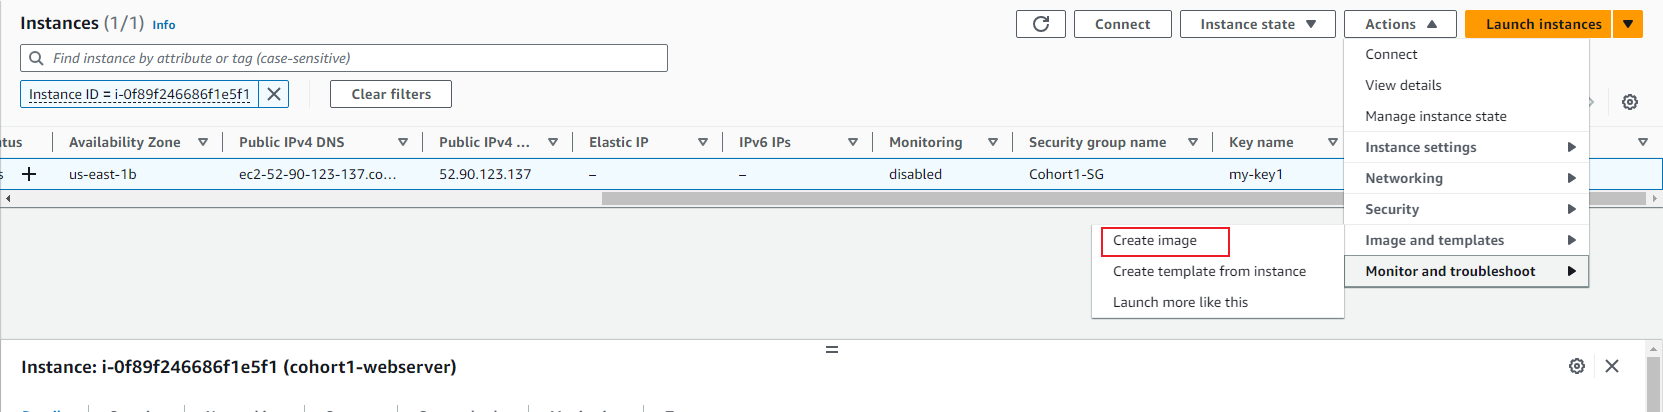 Instances (1/1) Info
Connect
Instance state
Actions
Launch instances
Find instance by attribute or tag (case-sensitive)
Instance ID = i-0f89f246686f1e5f1
Clear filters
Connect
View details
Manage instance state
Instance settings
Networking
Security
Image and templates
Monitor and troubleshoot
Availability Zone Public IPv4 DNS Public IPv4 ... Elastic IP IPv6 IPs Monitoring Security group name Key name
us-east-1b ec2-52-90-123-137.co... 52.90.123.137 – – disabled Cohort1-SG my-key1
Create image
Create template from instance
Launch more like this
Instance: i-0f89f246686f1e5f1 (cohort1-webserver)